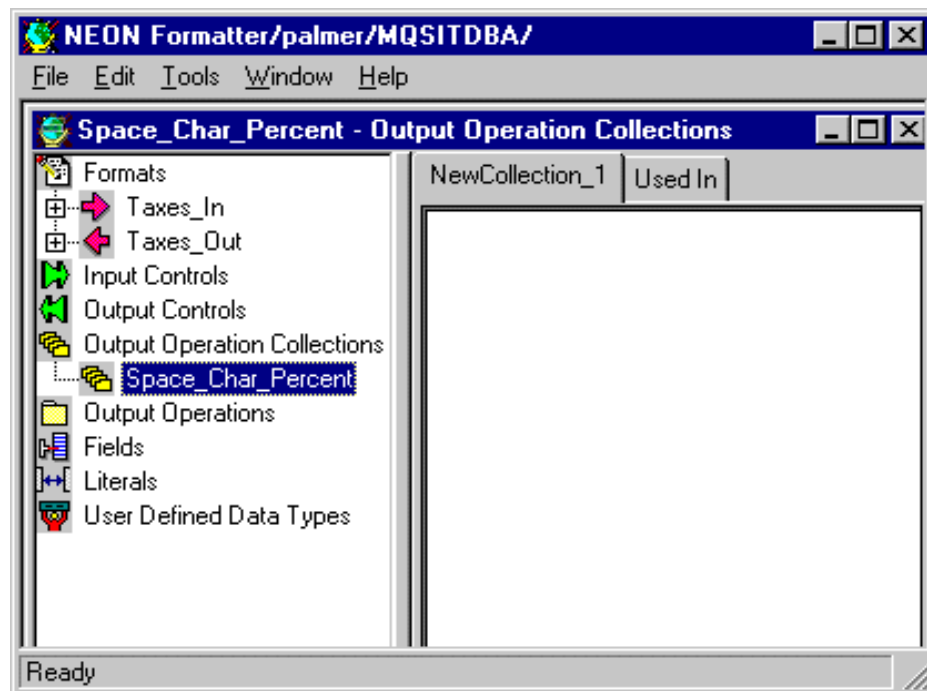 NEON Formatter/palmer/MQSITDBA/
File Edit Tools Window Help
Space_Char_Percent - Output Operation Collections
Formats
Taxes_In
Taxes_Out
Input Controls
Output Controls
Output Operation Collections
Space_Char_Percent
Output Operations
Fields
Literals
User Defined Data Types
NewCollection_1 Used In
Ready